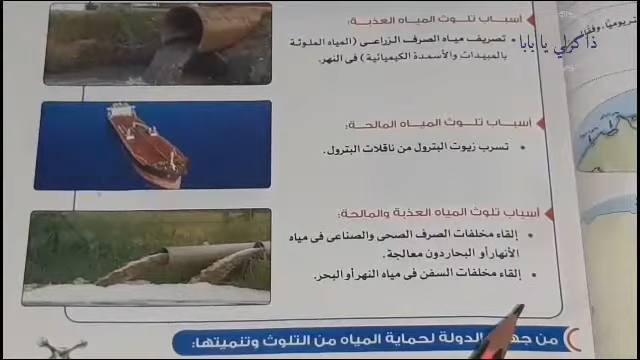 أسباب تلوث المياه العذبة:
تصريف مياه الصرف الزراعى (المياه الملوثة
بالمبيدات والأسمدة الكيميائية) فى النهر.
ذاكرلي يا بابا
أسباب تلوث المياه المالحة:
تسرب زيوت البترول من ناقلات البترول.
أسباب تلوث المياه العذبة والمالحة:
• إلقاء مخلفات الصرف الصحى والصناعى فى مياه
الأنهار أو البحار دون معالجة.
• إلقاء مخلفات السفن فى مياه النهر أو البحر.
من جهود الدولة لحماية المياه من التلوث وتنميتها: